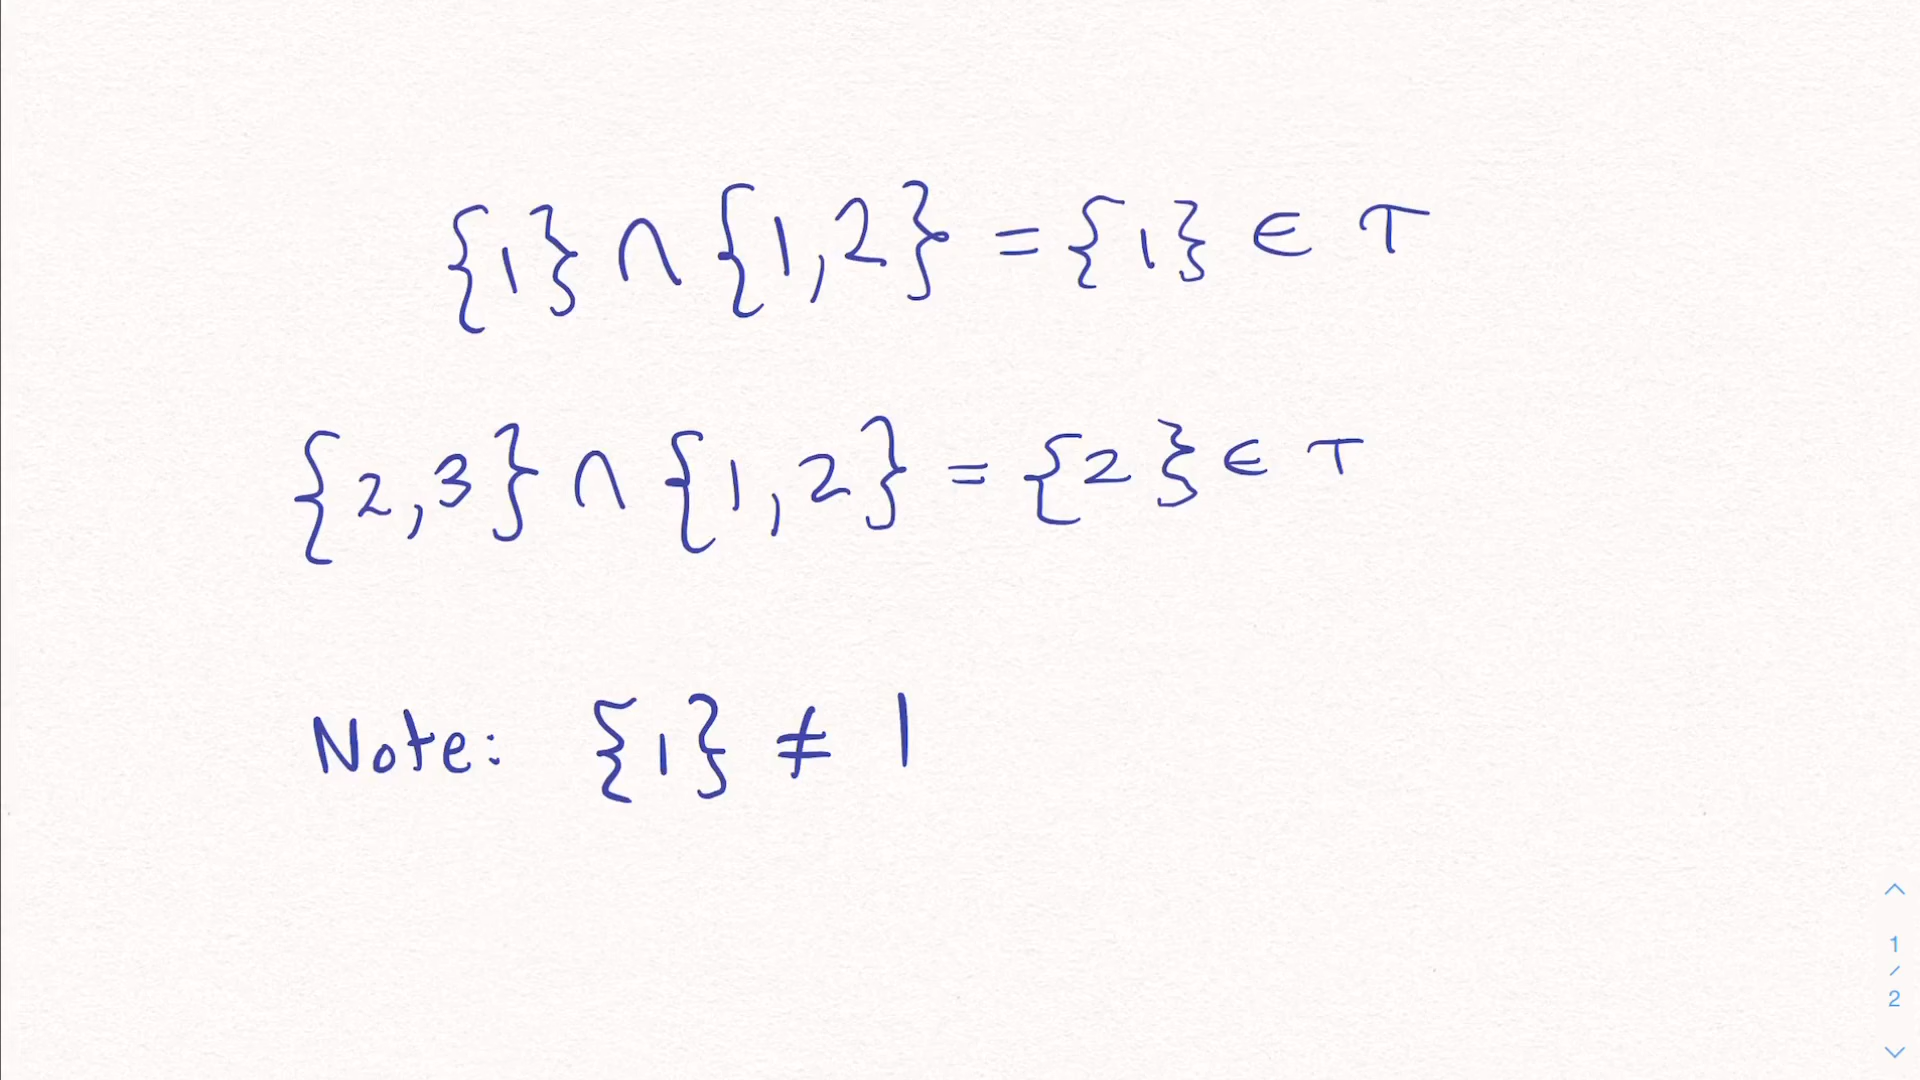 {1} ∩ {1,2} = {1} ∈ τ
{2,3} ∩ {1,2} = {2} ∈ τ
Note: {1} ≠ 1
1
/
2